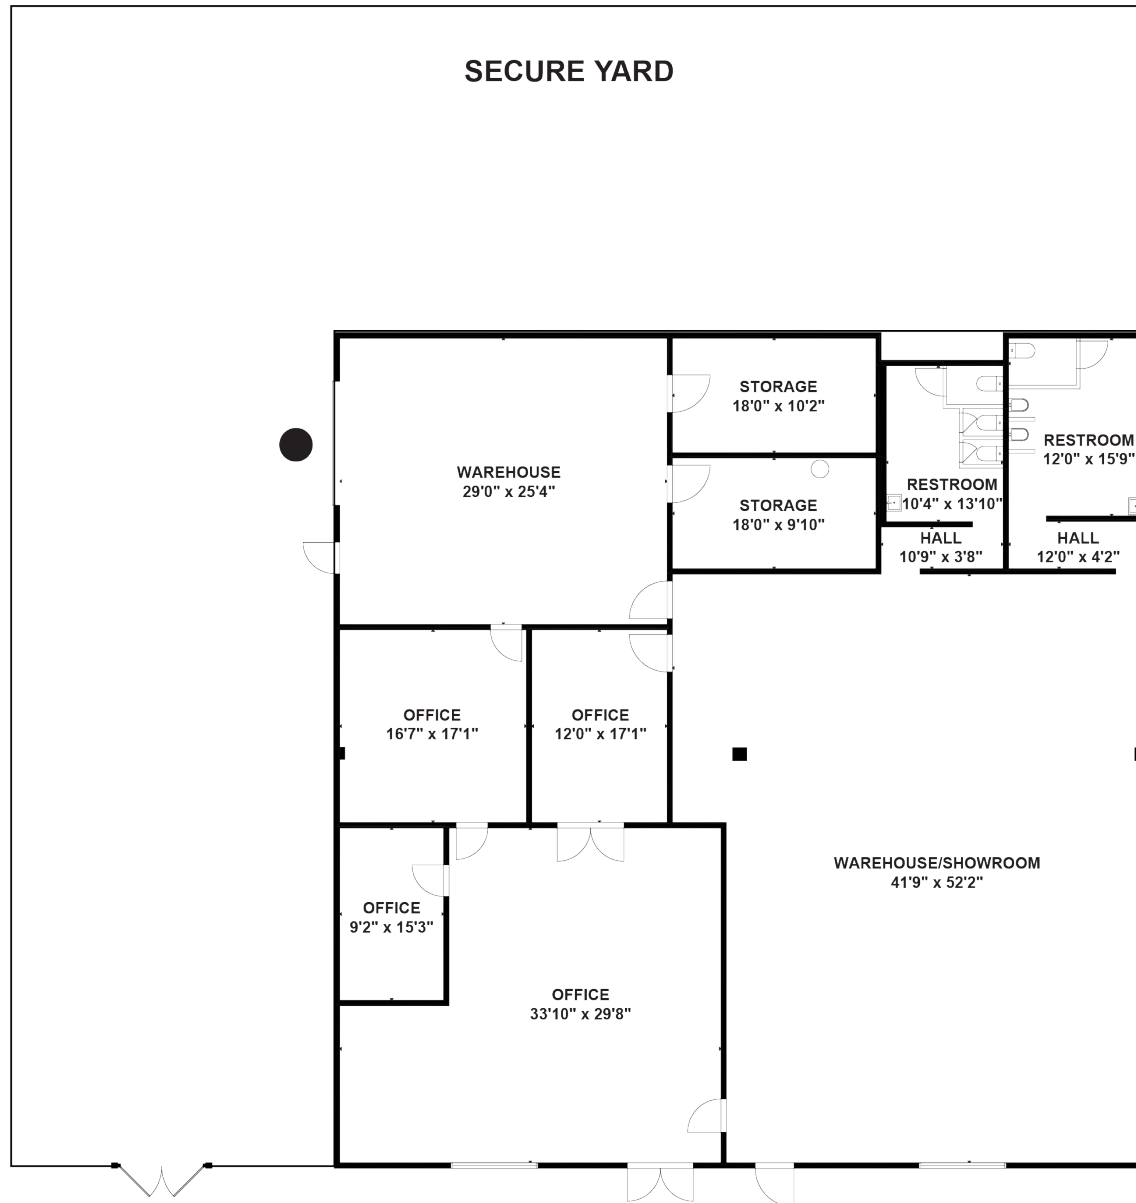 SECURE YARD
STORAGE
18'0" x 10'2"
WAREHOUSE
29'0" x 25'4"
RESTROOM
12'0" x 15'9"
RESTROOM
10'4" x 13'10"
STORAGE
18'0" x 9'10"
HALL
10'9" x 3'8"
HALL
12'0" x 4'2"
OFFICE
16'7" x 17'1"
OFFICE
12'0" x 17'1"
WAREHOUSE/SHOWROOM
41'9" x 52'2"
OFFICE
9'2" x 15'3"
OFFICE
33'10" x 29'8"